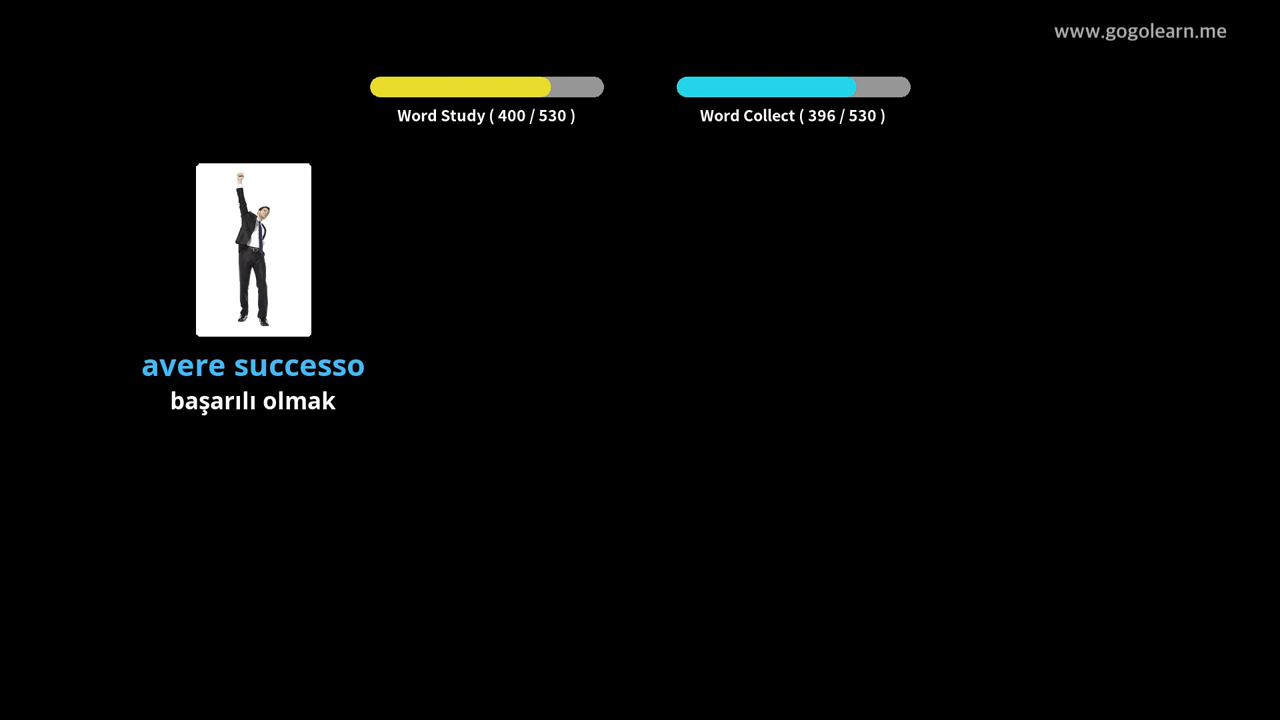 www.gogolearn.me
Word Study ( 400 / 530 )
Word Collect ( 396 / 530 )
avere successo
başarılı olmak